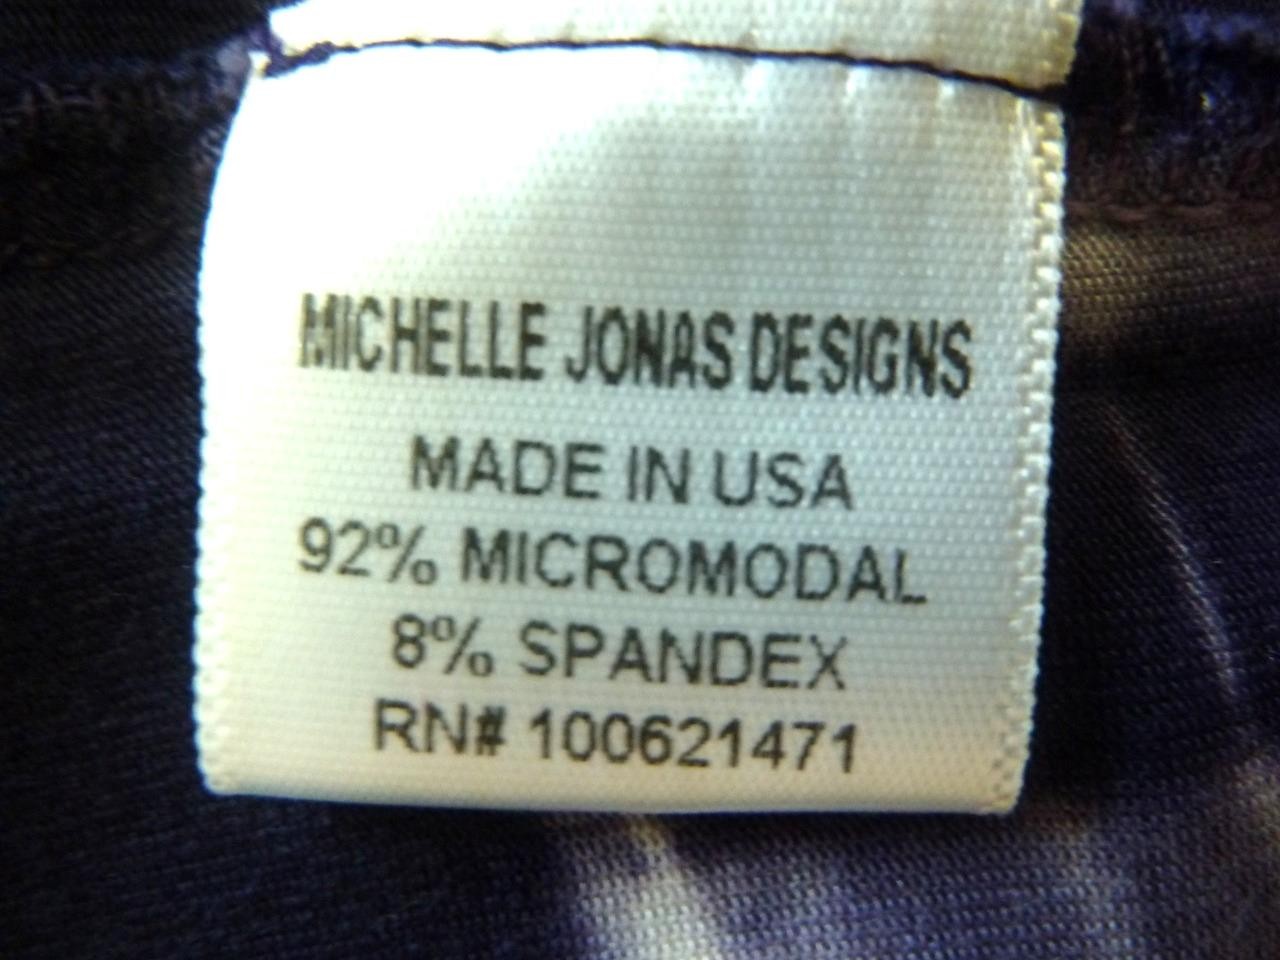 MICHELLE JONAS DESIGNS
MADE IN USA
92% MICROMODAL
8% SPANDEX
RN# 100621471